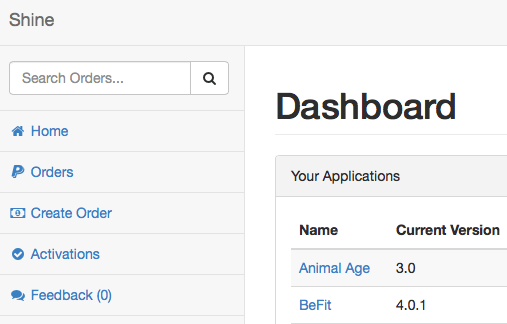 Shine
Search Orders...
Home
Orders
Create Order
Activations
Feedback (0)
Dashboard
Your Applications
Name Current Version
Animal Age 3.0
BeFit 4.0.1